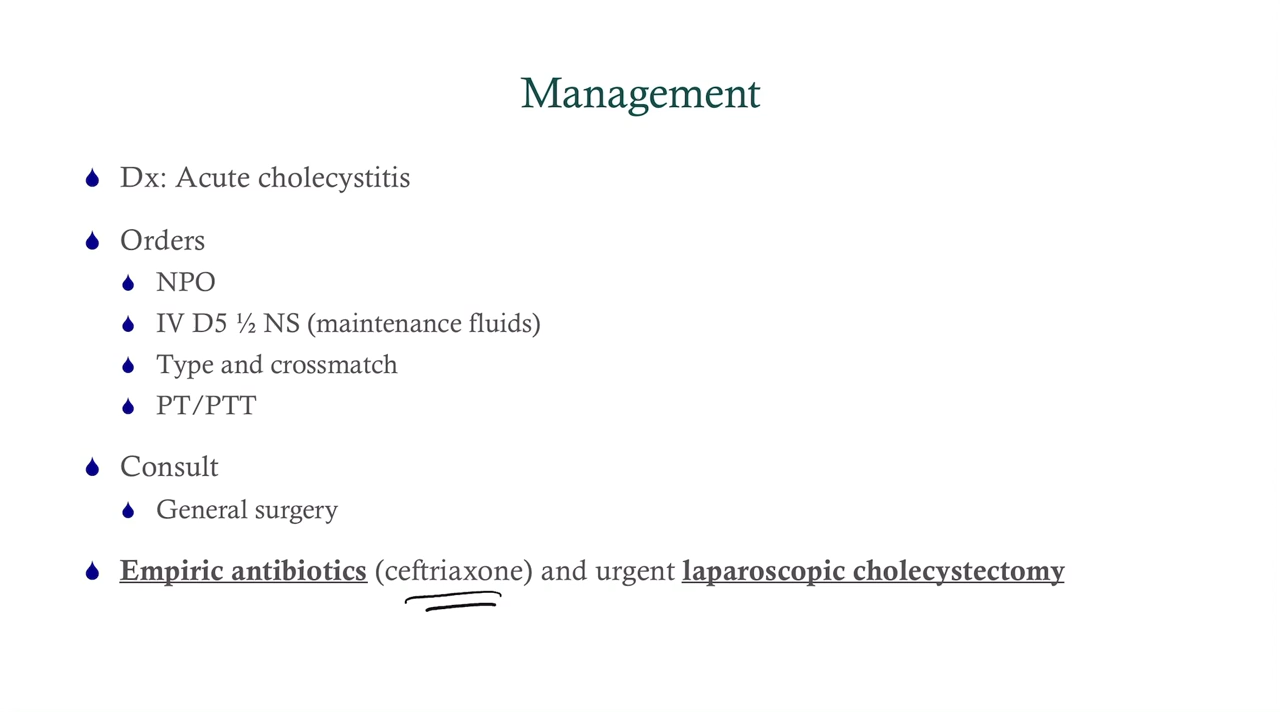 Management
Dx: Acute cholecystitis
Orders
NPO
IV D5 ½ NS (maintenance fluids)
Type and crossmatch
PT/PTT
Consult
General surgery
Empiric antibiotics (ceftriaxone) and urgent laparoscopic cholecystectomy